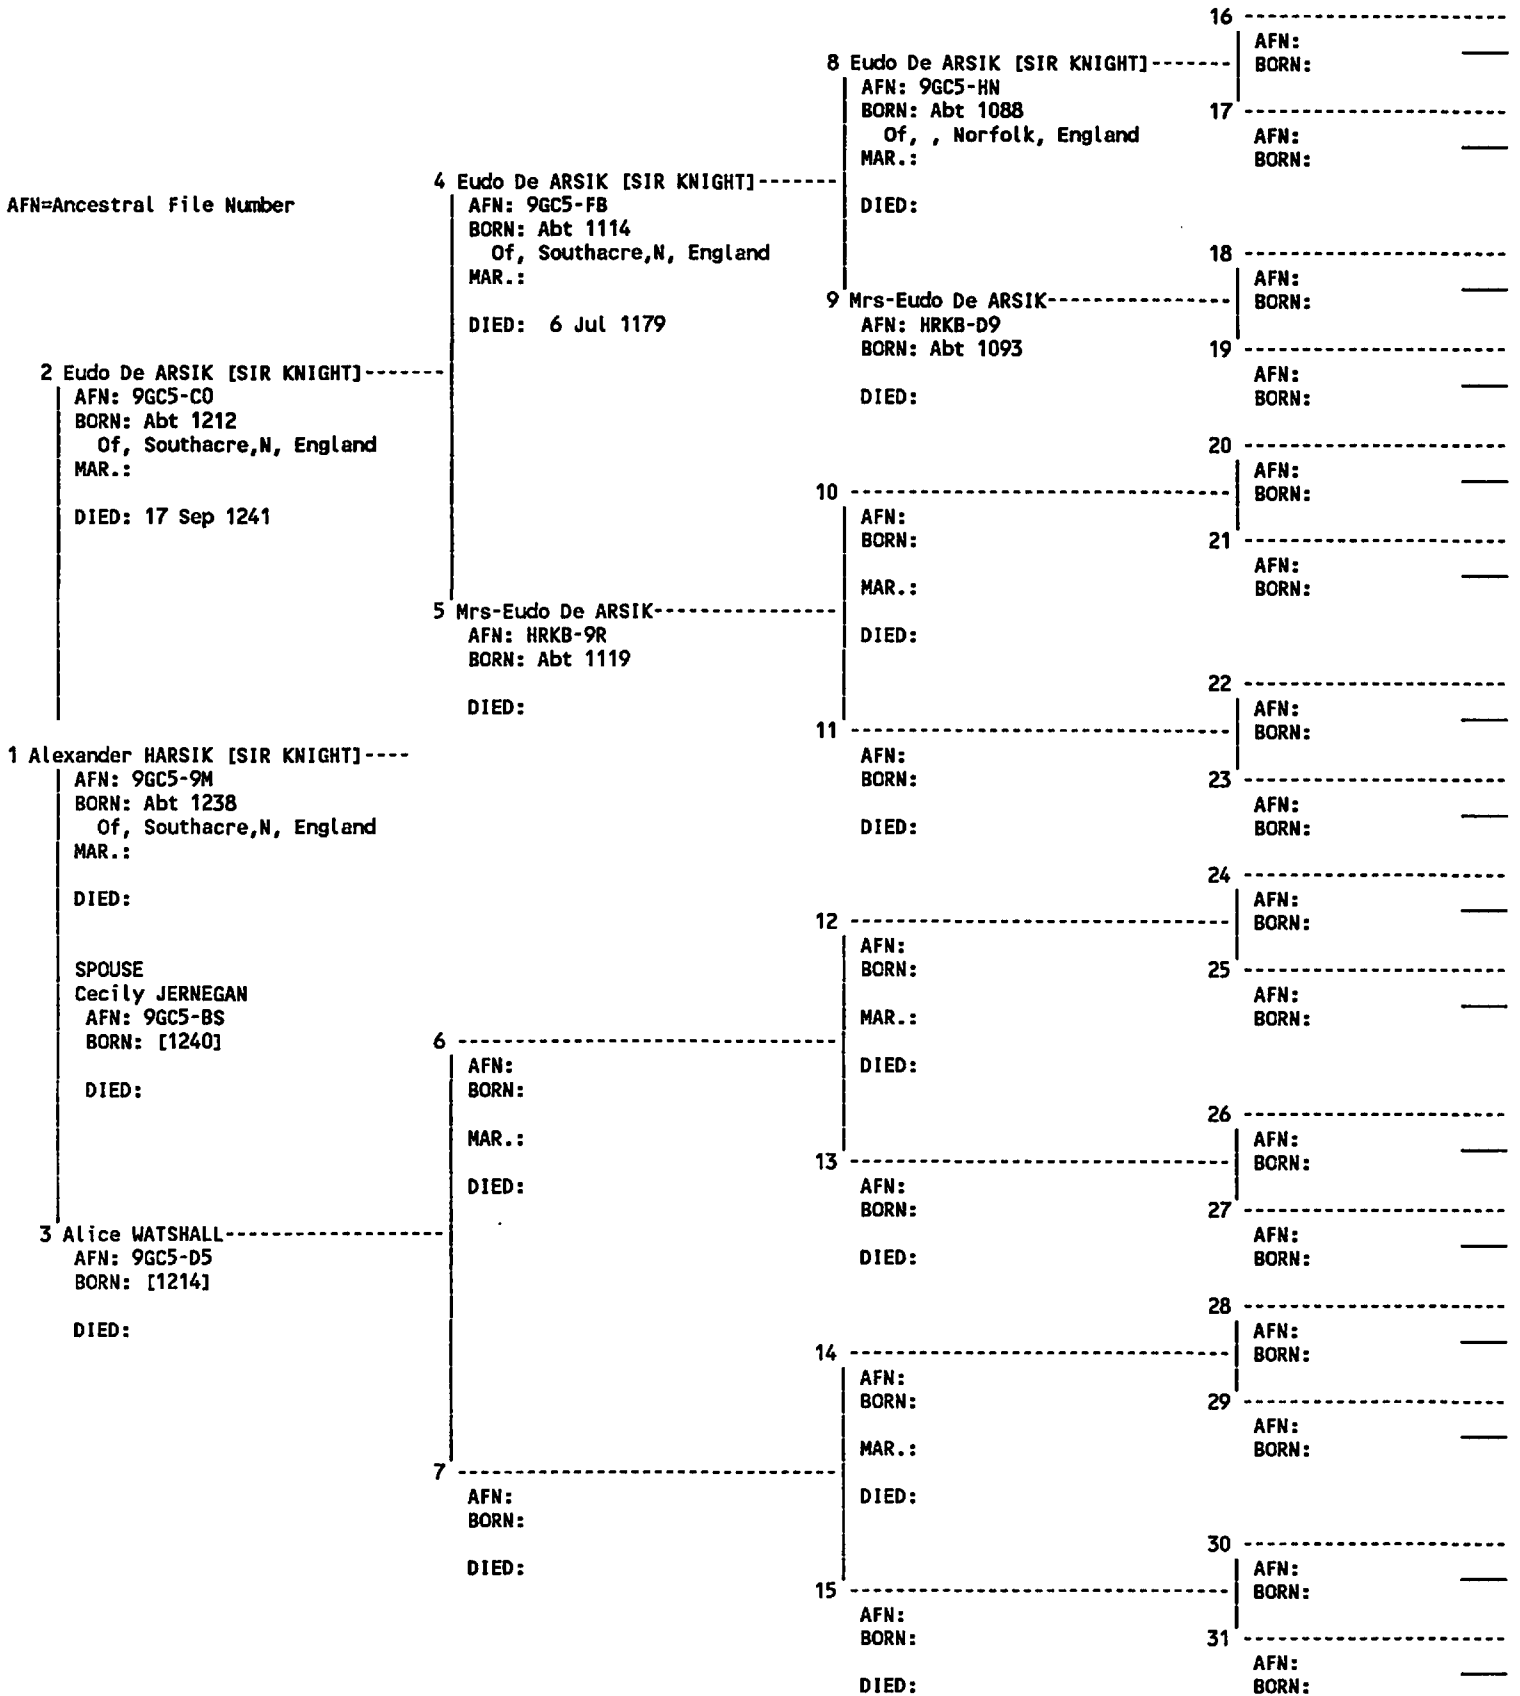 AFN=Ancestral File Number
1 Alexander HARSIK [SIR KNIGHT]----
AFN: 9GC5-9M
BORN: Abt 1238
Of, Southacre,N, England
MAR.:
DIED:
SPOUSE
Cecily JERNEGAN
AFN: 9GC5-BS
BORN: [1240]
DIED:
2 Eudo De ARSIK [SIR KNIGHT]-------
AFN: 9GC5-C0
BORN: Abt 1212
Of, Southacre,N, England
MAR.:
DIED: 17 Sep 1241
3 Alice WATSHALL-------------------
AFN: 9GC5-D5
BORN: [1214]
DIED:
4 Eudo De ARSIK [SIR KNIGHT]-------
AFN: 9GC5-FB
BORN: Abt 1114
Of, Southacre,N, England
MAR.:
DIED: 6 Jul 1179
5 Mrs-Eudo De ARSIK----------------
AFN: HRKB-9R
BORN: Abt 1119
DIED:
6 ---------------------------------
AFN:
BORN:
MAR.:
DIED:
7 ---------------------------------
AFN:
BORN:
DIED:
8 Eudo De ARSIK [SIR KNIGHT]-------
AFN: 9GC5-HN
BORN: Abt 1088
Of, , Norfolk, England
MAR.:
DIED:
9 Mrs-Eudo De ARSIK----------------
AFN: HRKB-D9
BORN: Abt 1093
DIED:
10 ---------------------------------
AFN:
BORN:
MAR.:
DIED:
11 ---------------------------------
AFN:
BORN:
DIED:
12 ---------------------------------
AFN:
BORN:
MAR.:
DIED:
13 ---------------------------------
AFN:
BORN:
DIED:
14 ---------------------------------
AFN:
BORN:
MAR.:
DIED:
15 ---------------------------------
AFN:
BORN:
DIED:
16 -----------------------
AFN:
BORN:
17 -----------------------
AFN:
BORN:
18 -----------------------
AFN:
BORN:
19 -----------------------
AFN:
BORN:
20 -----------------------
AFN:
BORN:
21 -----------------------
AFN:
BORN:
22 -----------------------
AFN:
BORN:
23 -----------------------
AFN:
BORN:
24 -----------------------
AFN:
BORN:
25 -----------------------
AFN:
BORN:
26 -----------------------
AFN:
BORN:
27 -----------------------
AFN:
BORN:
28 -----------------------
AFN:
BORN:
29 -----------------------
AFN:
BORN:
30 -----------------------
AFN:
BORN:
31 -----------------------
AFN:
BORN: